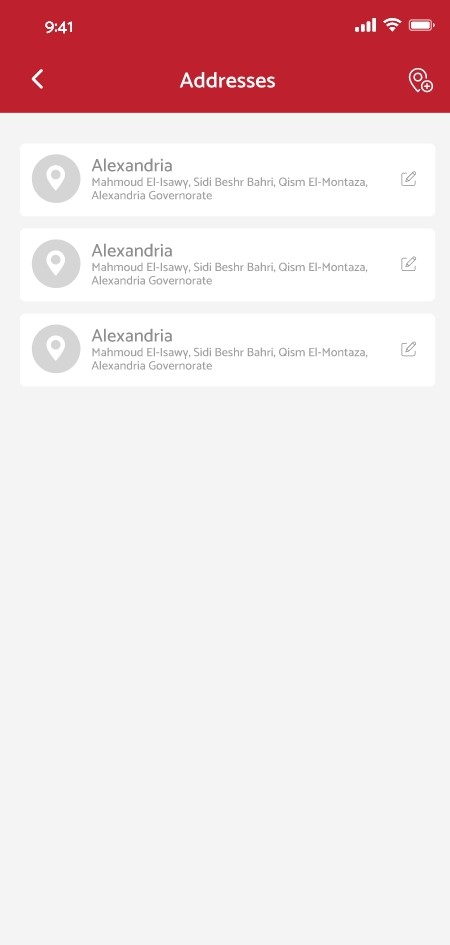 9:41
Addresses
Alexandria
Mahmoud El-Isawy, Sidi Beshr Bahri, Qism El-Montaza,
Alexandria Governorate
Alexandria
Mahmoud El-Isawy, Sidi Beshr Bahri, Qism El-Montaza,
Alexandria Governorate
Alexandria
Mahmoud El-Isawy, Sidi Beshr Bahri, Qism El-Montaza,
Alexandria Governorate